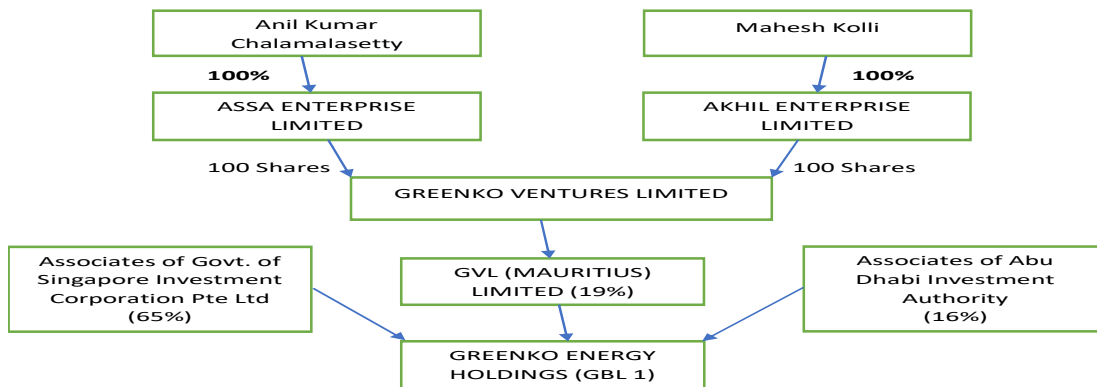 Anil Kumar
Chalamalasetty
Mahesh Kolli
100%
100%
ASSA ENTERPRISE
LIMITED
AKHIL ENTERPRISE
LIMITED
100 Shares
100 Shares
GREENKO VENTURES LIMITED
Associates of Govt. of
Singapore Investment
Corporation Pte Ltd
(65%)
GVL (MAURITIUS)
LIMITED (19%)
Associates of Abu
Dhabi Investment
Authority
(16%)
GREENKO ENERGY
HOLDINGS (GBL 1)